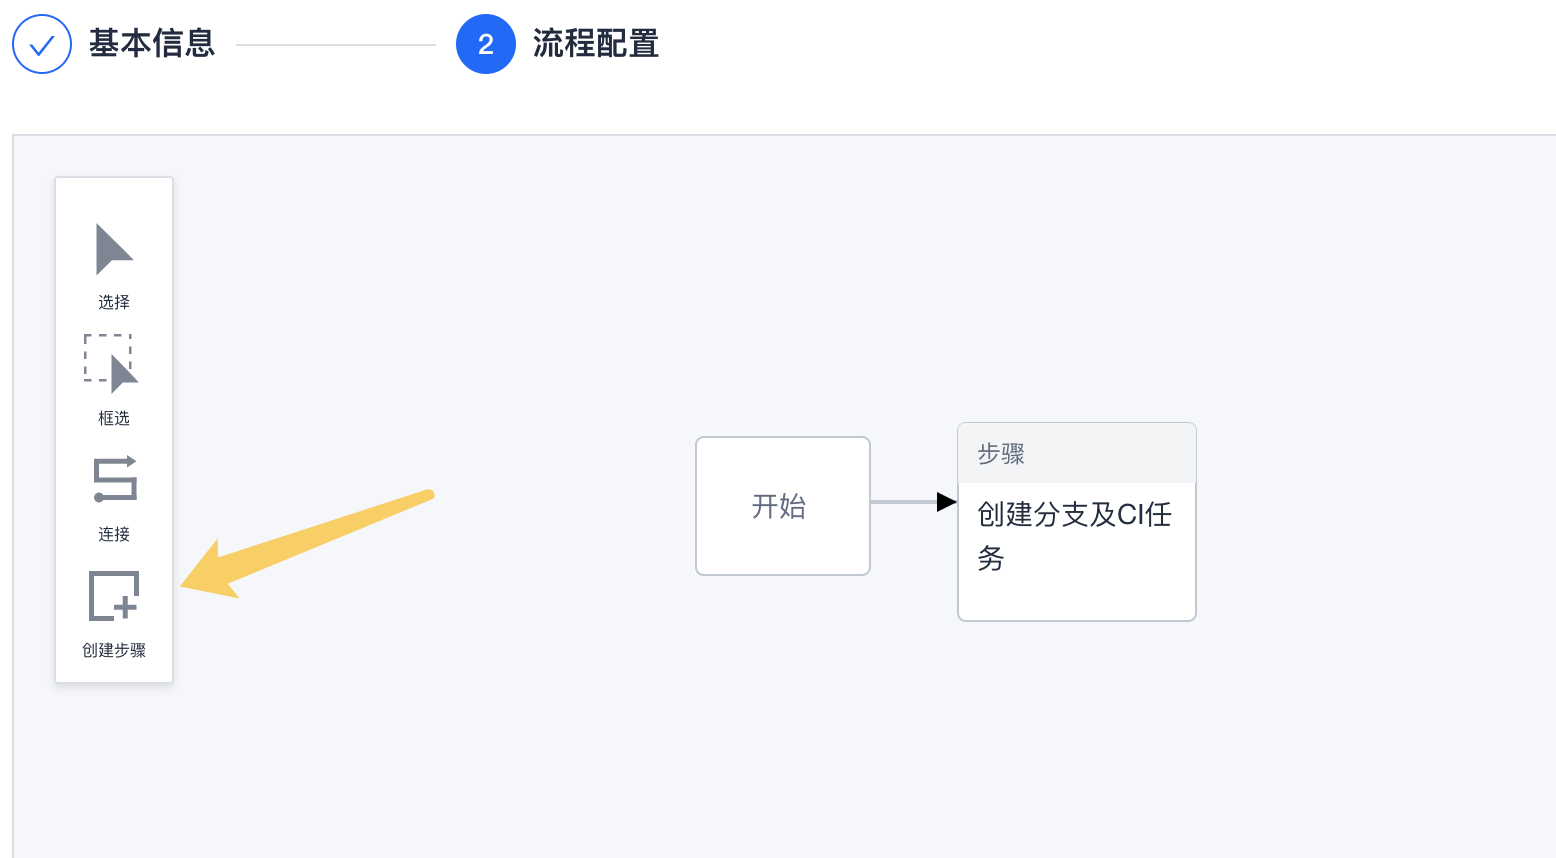 基本信息
2 流程配置
选择
框选
连接
创建步骤
开始
步骤
创建分支及CI任
务